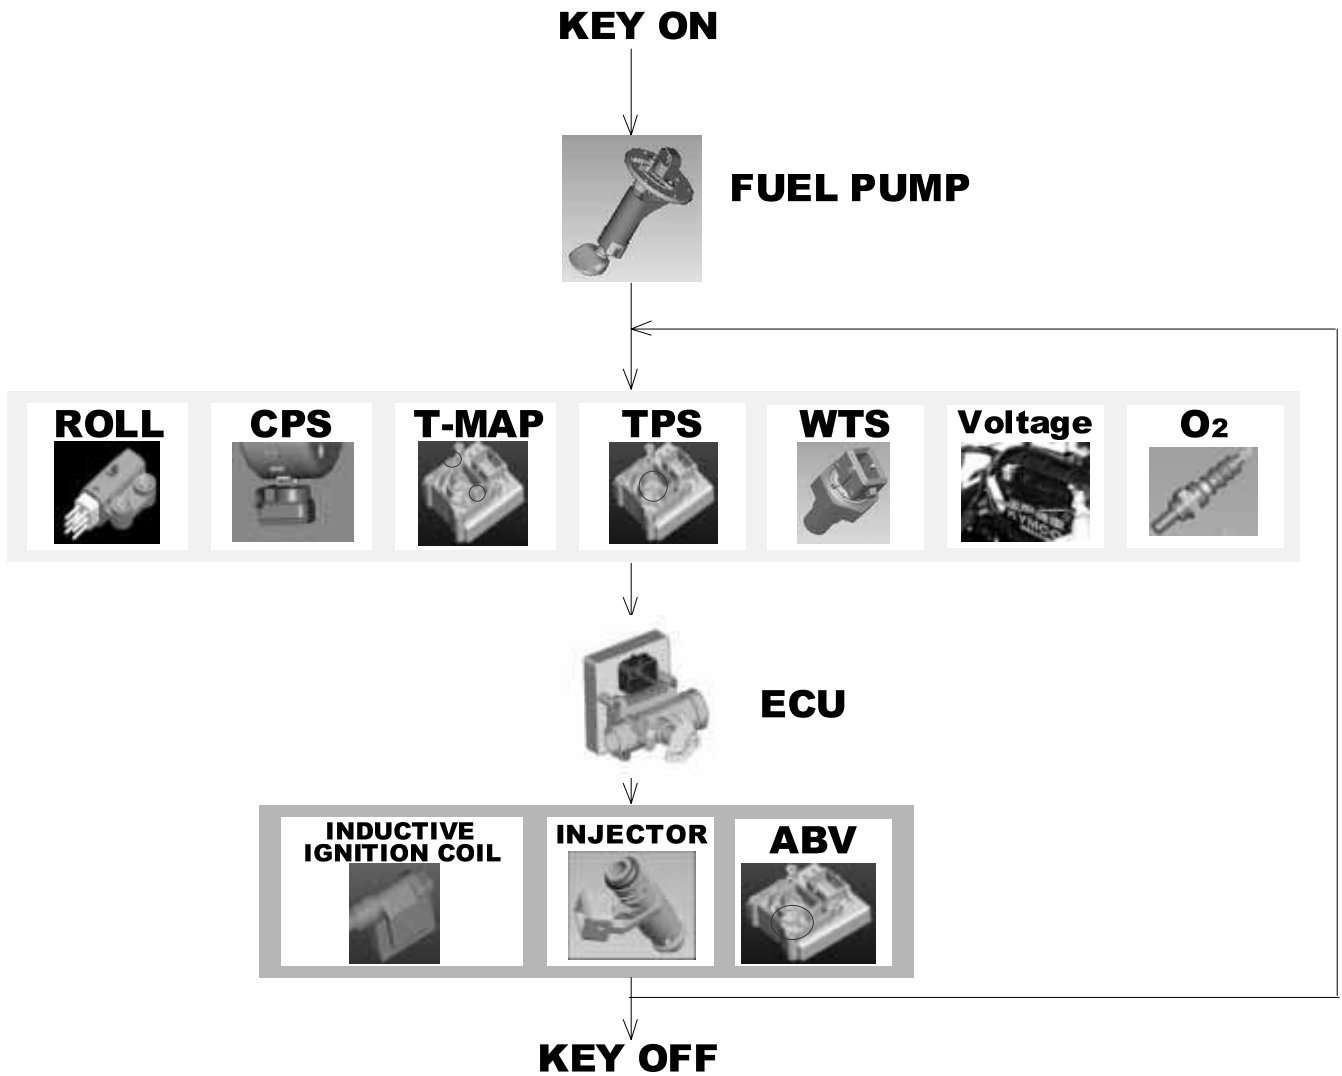 KEY ON
FUEL PUMP
ROLL
CPS
T-MAP
TPS
WTS
Voltage
O2
KYMCO
ECU
INDUCTIVE
IGNITION COIL
INJECTOR
ABV
KEY OFF